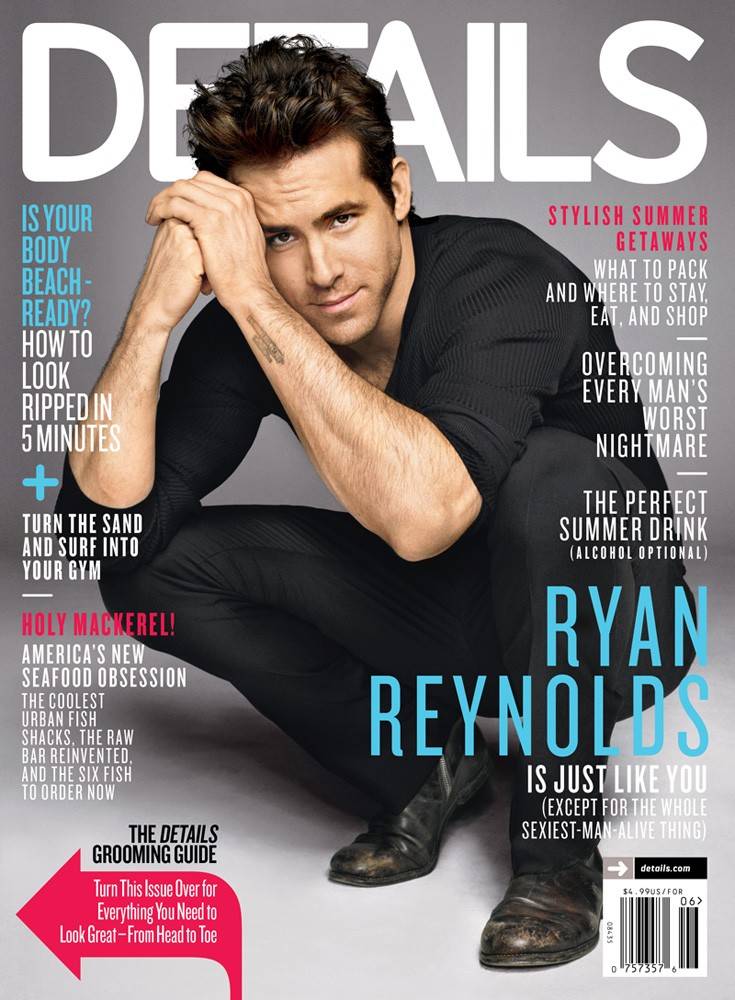 DETAILS
IS YOUR
BODY
BEACH-
READY?
HOW TO
LOOK
RIPPED IN
5 MINUTES
+
TURN THE SAND
AND SURF INTO
YOUR GYM
HOLY MACKEREL!
AMERICA'S NEW
SEAFOOD OBSESSION
THE COOLEST
URBAN FISH
SHACKS, THE RAW
BAR REINVENTED,
AND THE SIX FISH
TO ORDER NOW
THE DETAILS
GROOMING GUIDE
Turn This Issue Over for
Everything You Need to
Look Great—From Head to Toe
STYLISH SUMMER
GETAWAYS
WHAT TO PACK
AND WHERE TO STAY,
EAT, AND SHOP
OVERCOMING
EVERY MAN'S
WORST
NIGHTMARE
THE PERFECT
SUMMER DRINK
(ALCOHOL OPTIONAL)
RYAN
REYNOLDS
IS JUST LIKE YOU
(EXCEPT FOR THE WHOLE
SEXIEST-MAN-ALIVE THING)
details.com
$4.99US/FOR
06>
08435
0 757357 6